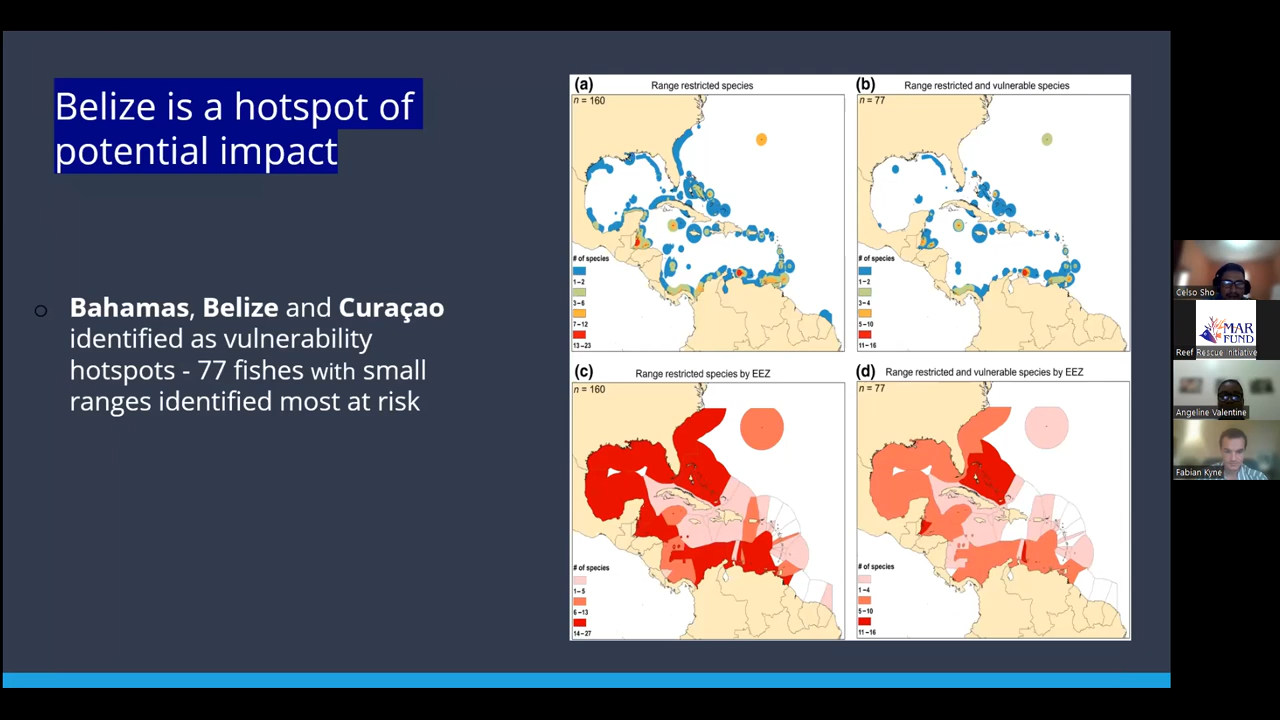 Belize is a hotspot of
potential impact
Bahamas, Belize and Curaçao
identified as vulnerability
hotspots - 77 fishes with small
ranges identified most at risk
(a)
Range restricted species
n = 160
# of species
1–2
3–6
7–12
13–23
(b)
Range restricted and vulnerable species
n = 77
# of species
1–2
3–4
5–10
11–16
(c)
Range restricted species by EEZ
n = 160
# of species
1–5
6–13
14–27
(d)
Range restricted and vulnerable species by EEZ
n = 77
# of species
1–4
5–10
11–16
Celso Sho
MAR
FUND
Reef Rescue Initiative
Angeline Valentine
Fabian Kyne